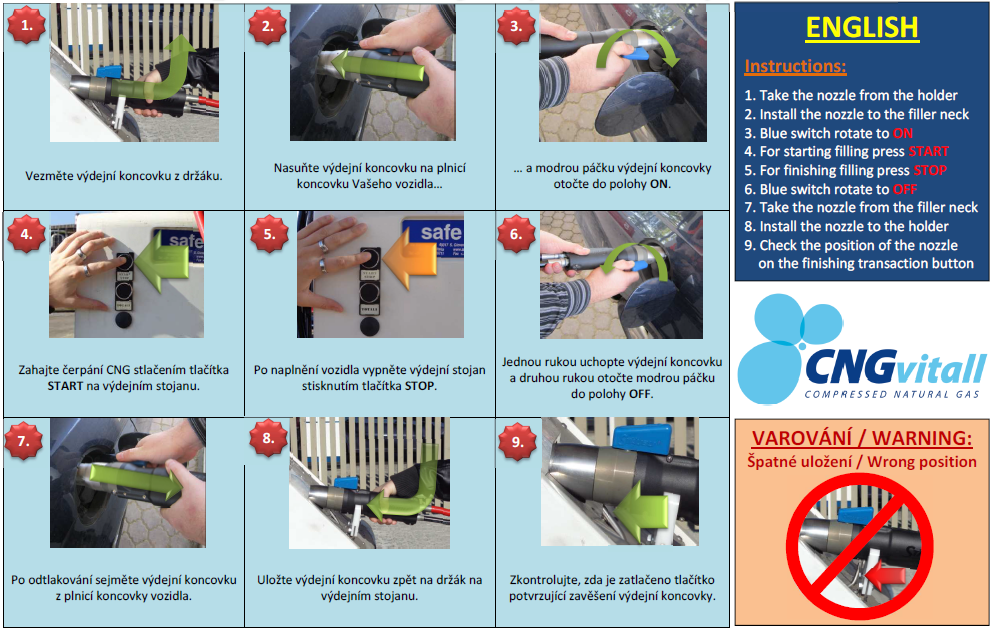 1.
Vezměte výdejní koncovku z držáku.
2.
Nasuňte výdejní koncovku na plnicí
koncovku Vašeho vozidla...
3.
... a modrou páčku výdejní koncovky
otočte do polohy ON.
4.
safe
Zahajte čerpání CNG stlačením tlačítka
START na výdejním stojanu.
5.
safe
Po naplnění vozidla vypněte výdejní stojan
stisknutím tlačítka STOP.
6.
Jednou rukou uchopte výdejní koncovku
a druhou rukou otočte modrou páčku
do polohy OFF.
7.
Po odtlakování sejměte výdejní koncovku
z plnicí koncovky vozidla.
8.
Uložte výdejní koncovku zpět na držák na
výdejním stojanu.
9.
Zkontrolujte, zda je zatlačeno tlačítko
potvrzující zavěšení výdejní koncovky.
ENGLISH
Instructions:
1. Take the nozzle from the holder
2. Install the nozzle to the filler neck
3. Blue switch rotate to ON
4. For starting filling press START
5. For finishing filling press STOP
6. Blue switch rotate to OFF
7. Take the nozzle from the filler neck
8. Install the nozzle to the holder
9. Check the position of the nozzle
on the finishing transaction button
CNGvitall
COMPRESSED NATURAL GAS
VAROVÁNÍ / WARNING:
Špatné uložení / Wrong position